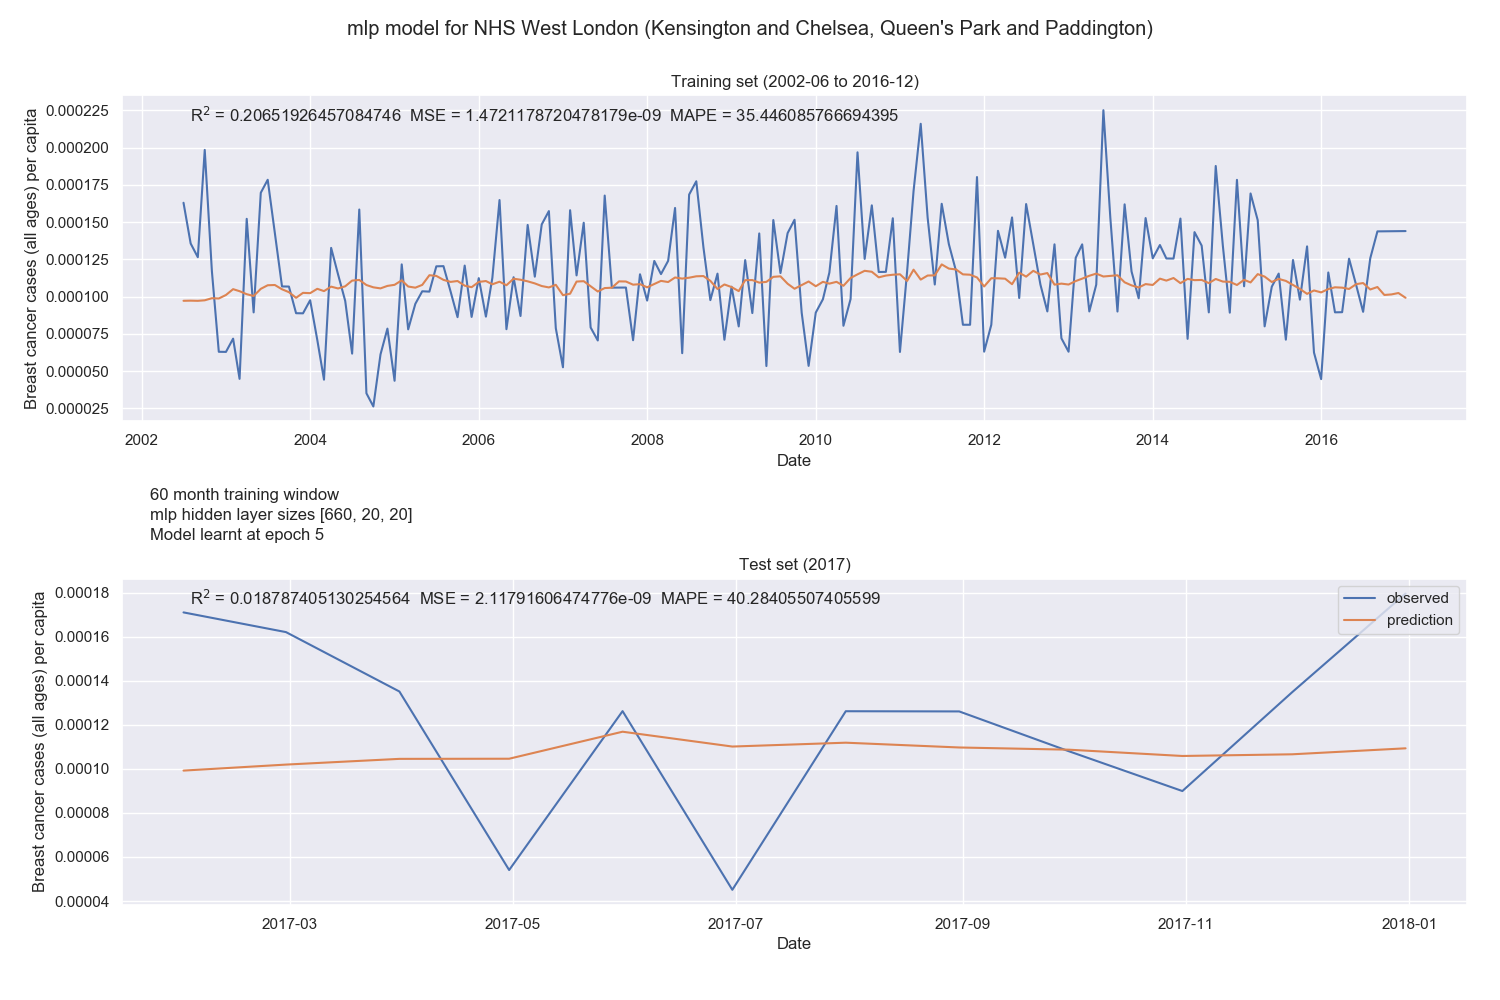 mlp model for NHS West London (Kensington and Chelsea, Queen's Park and Paddington)
Training set (2002-06 to 2016-12)
R² = 0.20651926457084746 MSE = 1.4721178720478179e-09 MAPE = 35.446085766694395
Breast cancer cases (all ages) per capita
0.000225
0.000200
0.000175
0.000150
0.000125
0.000100
0.000075
0.000050
0.000025
2002 2004 2006 2008 2010 2012 2014 2016
Date
60 month training window
mlp hidden layer sizes [660, 20, 20]
Model learnt at epoch 5
Test set (2017)
R² = 0.018787405130254564 MSE = 2.11791606474776e-09 MAPE = 40.28405507405599
observed
prediction
Breast cancer cases (all ages) per capita
0.00018
0.00016
0.00014
0.00012
0.00010
0.00008
0.00006
0.00004
2017-03 2017-05 2017-07 2017-09 2017-11 2018-01
Date